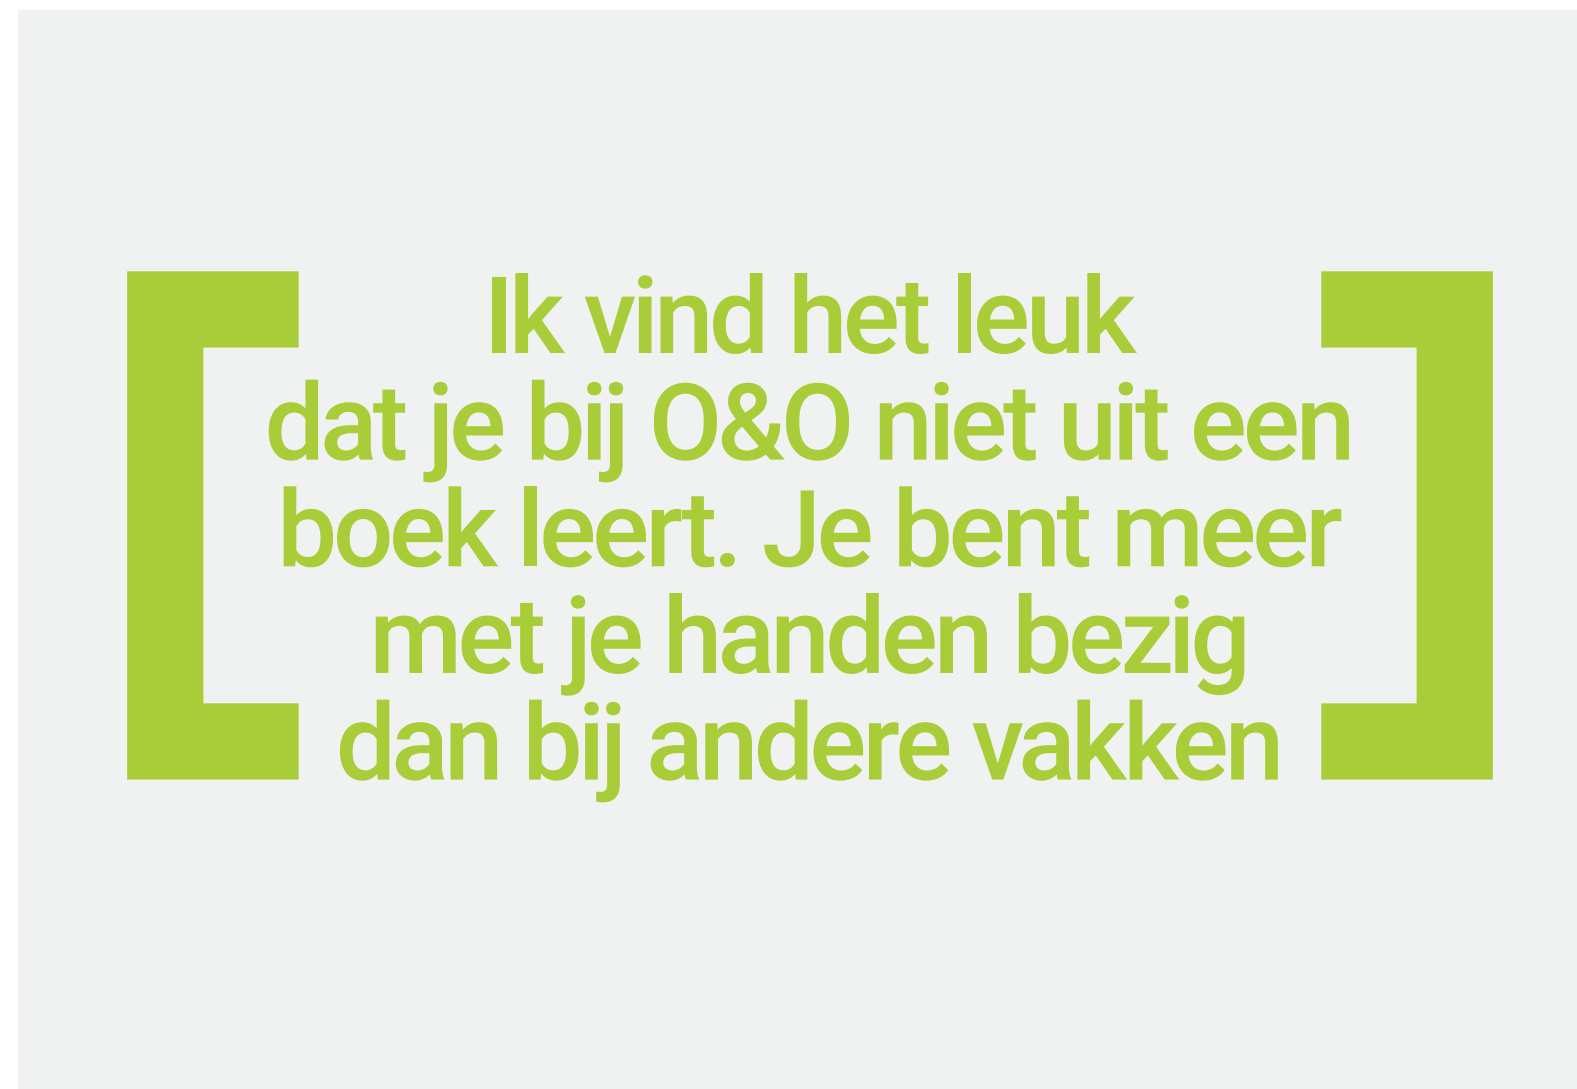 Ik vind het leuk
dat je bij O&O niet uit een
boek leert. Je bent meer
met je handen bezig
dan bij andere vakken